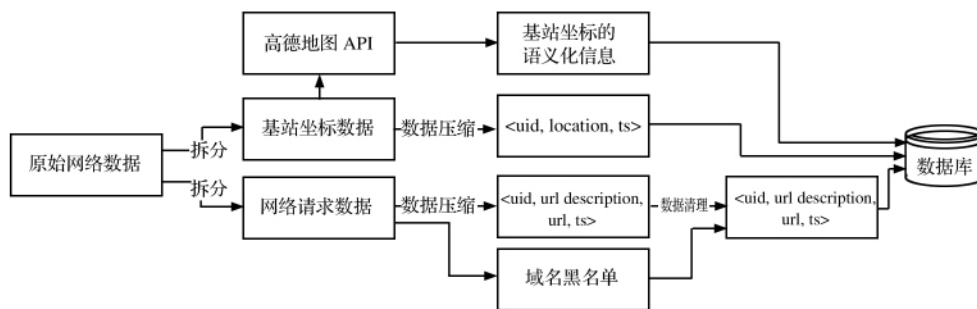 高德地图 API
基站坐标的
语义化信息
原始网络数据
拆分
基站坐标数据
数据压缩
<uid, location, ts>
数据库
拆分
网络请求数据
数据压缩
<uid, url description,
url, ts>
数据清理
<uid, url description,
url, ts>
域名黑名单